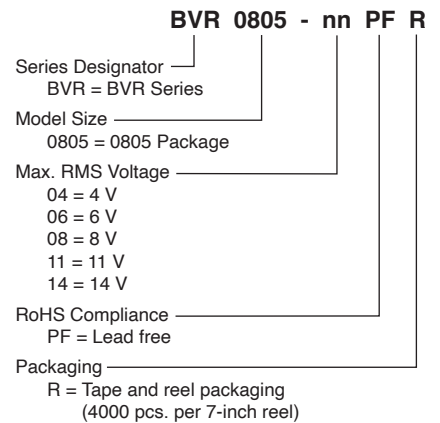 BVR 0805 - nn PF R
Series Designator
BVR = BVR Series
Model Size
0805 = 0805 Package
Max. RMS Voltage
04 = 4 V
06 = 6 V
08 = 8 V
11 = 11 V
14 = 14 V
RoHS Compliance
PF = Lead free
Packaging
R = Tape and reel packaging
(4000 pcs. per 7-inch reel)